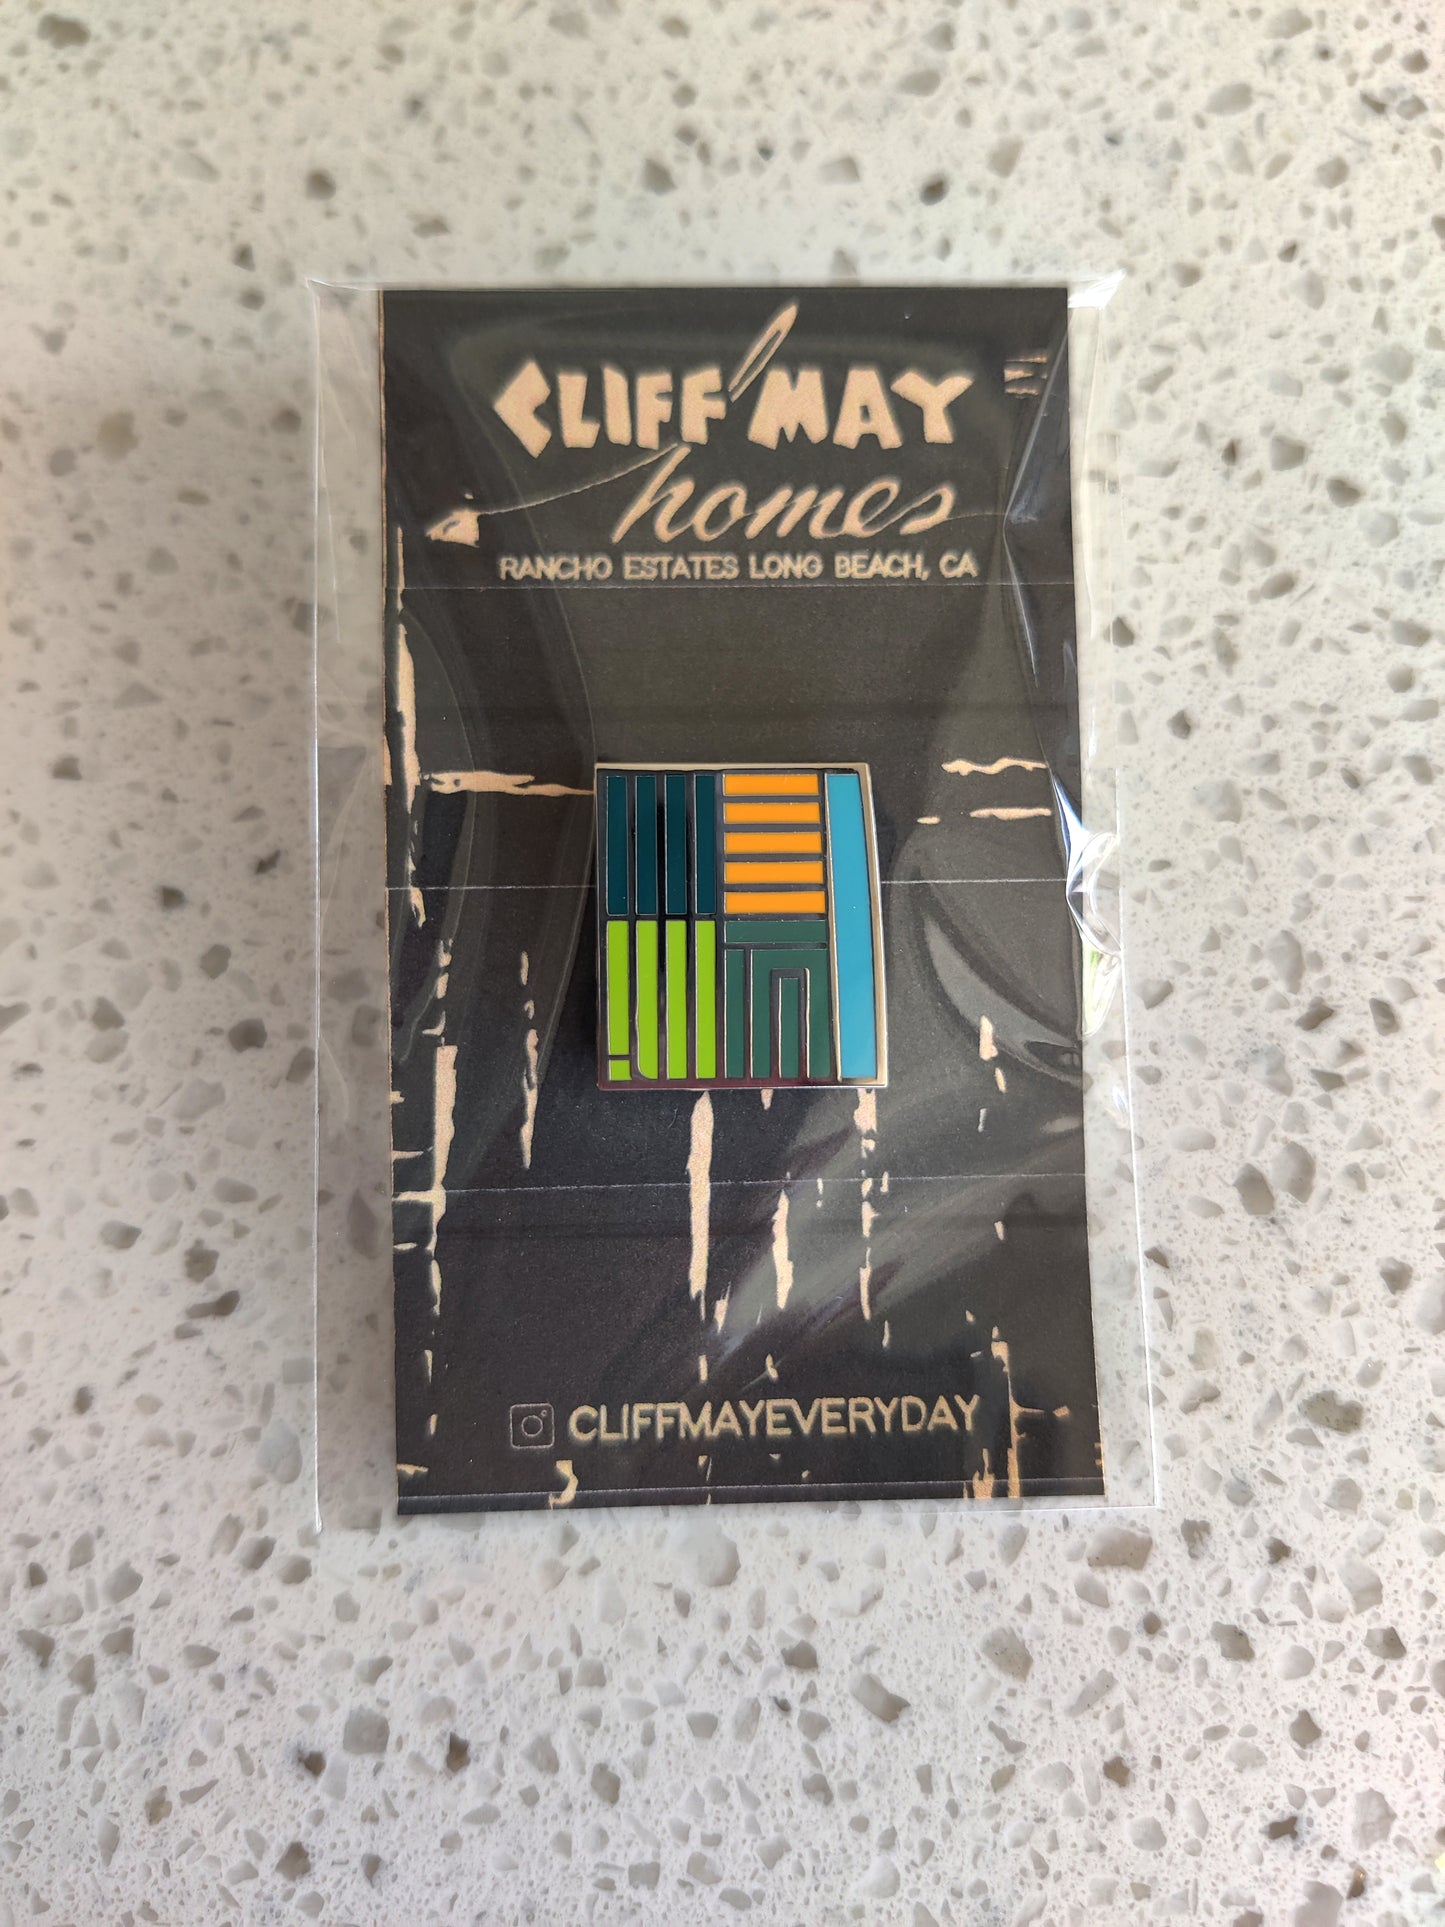 CLIFF MAY
homes
RANCHO ESTATES LONG BEACH, CA
CLIFFMAYEVERYDAY